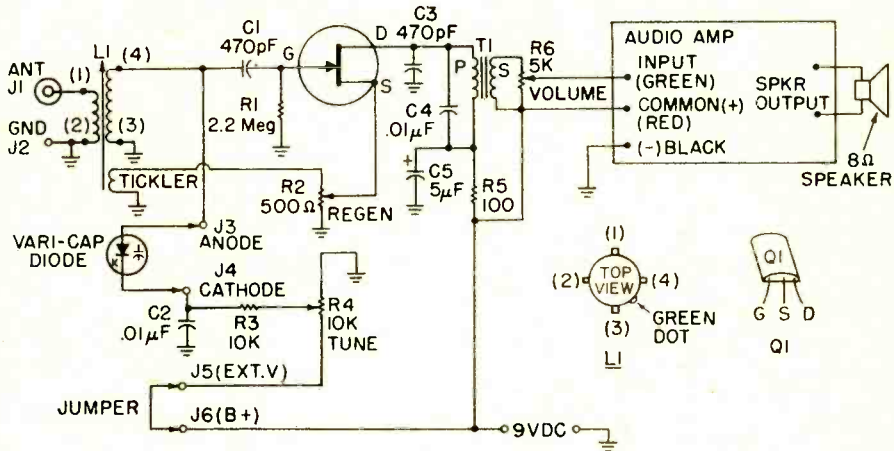 ANT
J1
GND
J2
(1)
(2)
L1
(4)
(3)
TICKLER
C1
470pF
G
D
S
R1
2.2 Meg
R2
500Ω
REGEN
C3
470pF
C4
.01μF
C5
+
5μF
T1
P
S
R5
100
R6
5K
VOLUME
AUDIO AMP
INPUT
(GREEN)
COMMON(+)
(RED)
(-)BLACK
SPKR
OUTPUT
8Ω
SPEAKER
VARI-CAP
DIODE
J3
ANODE
J4
CATHODE
C2
.01μF
R3
10K
R4
10K
TUNE
JUMPER
J5(EXT.V)
J6(B+)
9VDC
(1)
(2)
TOP
VIEW
(4)
(3)
GREEN
DOT
L1
Q1
G S D
Q1